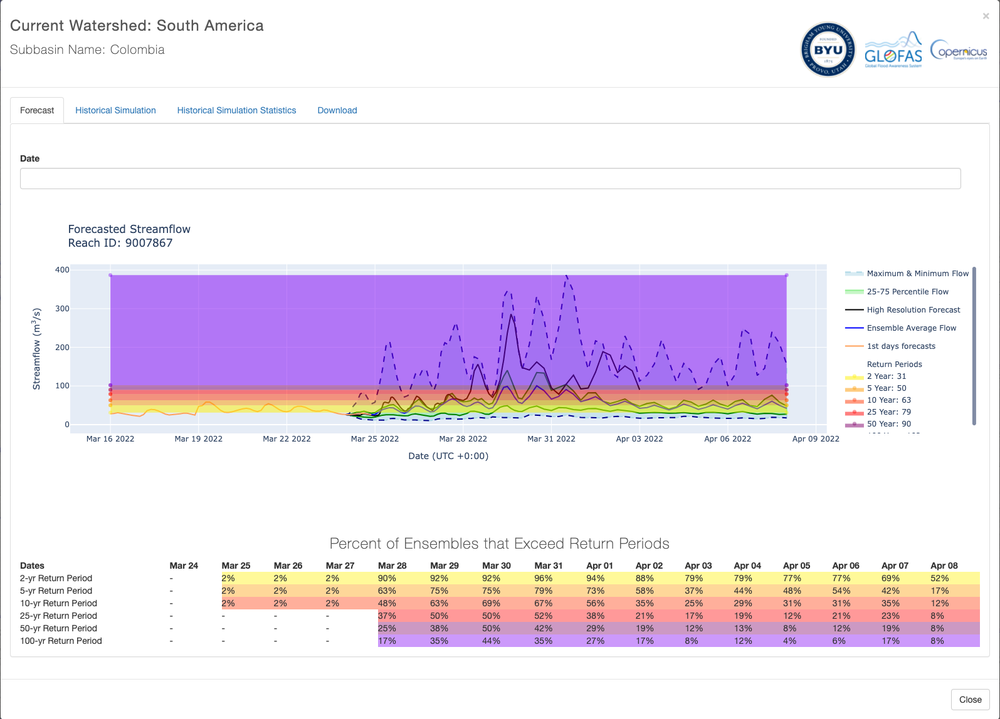 ×
Current Watershed: South America
Subbasin Name: Colombia
BRIGHAM YOUNG UNIVERSITY
FOUNDED
BYU
1875
PROVO, UTAH
GLOFAS
Global Flood Awareness System
opernicus
Europe's eyes on Earth
Forecast
Historical Simulation
Historical Simulation Statistics
Download
Date
Forecasted Streamflow
Reach ID: 9007867
Streamflow (m³/s)
400
300
200
100
0
Mar 16 2022
Mar 19 2022
Mar 22 2022
Mar 25 2022
Mar 28 2022
Mar 31 2022
Apr 03 2022
Apr 06 2022
Apr 09 2022
Date (UTC +0:00)
Maximum & Minimum Flow
25-75 Percentile Flow
High Resolution Forecast
Ensemble Average Flow
1st days forecasts
Return Periods
2 Year: 31
5 Year: 50
10 Year: 63
25 Year: 79
50 Year: 90
Percent of Ensembles that Exceed Return Periods
Dates Mar 24 Mar 25 Mar 26 Mar 27 Mar 28 Mar 29 Mar 30 Mar 31 Apr 01 Apr 02 Apr 03 Apr 04 Apr 05 Apr 06 Apr 07 Apr 08
2-yr Return Period - 2% 2% 2% 90% 92% 92% 96% 94% 88% 79% 79% 77% 77% 69% 52%
5-yr Return Period - 2% 2% 2% 63% 75% 75% 79% 73% 58% 37% 44% 48% 54% 42% 17%
10-yr Return Period - 2% 2% 2% 48% 63% 69% 67% 56% 35% 25% 29% 31% 31% 35% 12%
25-yr Return Period - - - - 37% 50% 50% 52% 38% 21% 17% 19% 12% 21% 23% 8%
50-yr Return Period - - - - 25% 38% 50% 42% 29% 19% 12% 13% 8% 12% 19% 8%
100-yr Return Period - - - - 17% 35% 44% 35% 27% 17% 8% 12% 4% 6% 17% 8%
Close